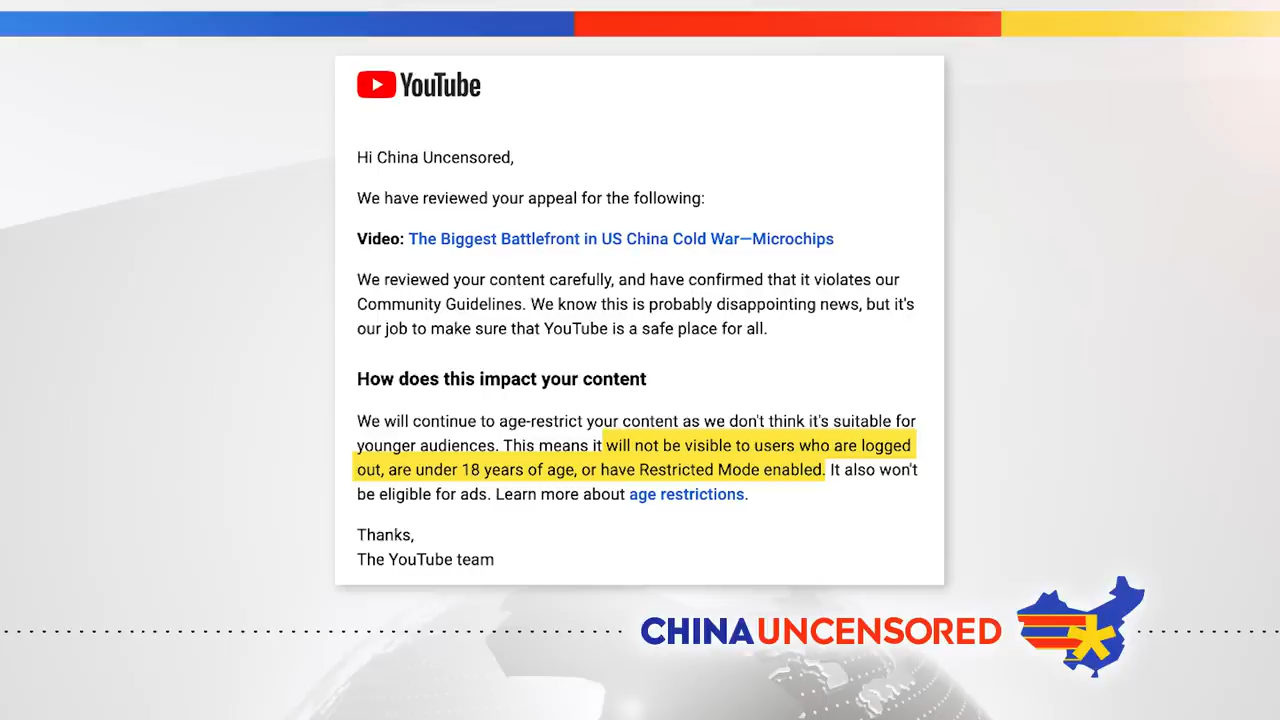 YouTube
Hi China Uncensored,
We have reviewed your appeal for the following:
Video: The Biggest Battlefront in US China Cold War—Microchips
We reviewed your content carefully, and have confirmed that it violates our
Community Guidelines. We know this is probably disappointing news, but it's
our job to make sure that YouTube is a safe place for all.
How does this impact your content
We will continue to age-restrict your content as we don't think it's suitable for
younger audiences. This means it will not be visible to users who are logged
out, are under 18 years of age, or have Restricted Mode enabled. It also won't
be eligible for ads. Learn more about age restrictions.
Thanks,
The YouTube team
CHINA UNCENSORED